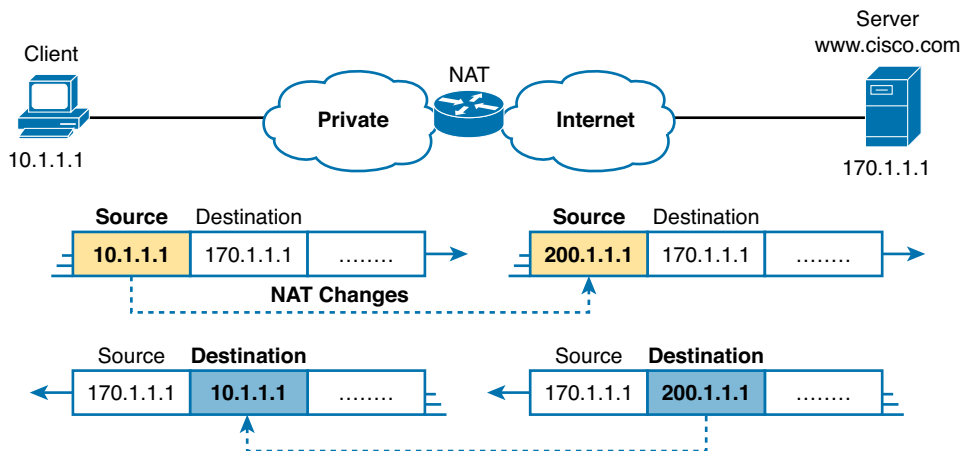 Server
www.cisco.com
Client
NAT
Private
Internet
10.1.1.1
170.1.1.1
Source Destination
10.1.1.1 170.1.1.1 ........
Source Destination
200.1.1.1 170.1.1.1 ........
NAT Changes
Source Destination
170.1.1.1 10.1.1.1 ........
Source Destination
170.1.1.1 200.1.1.1 ........